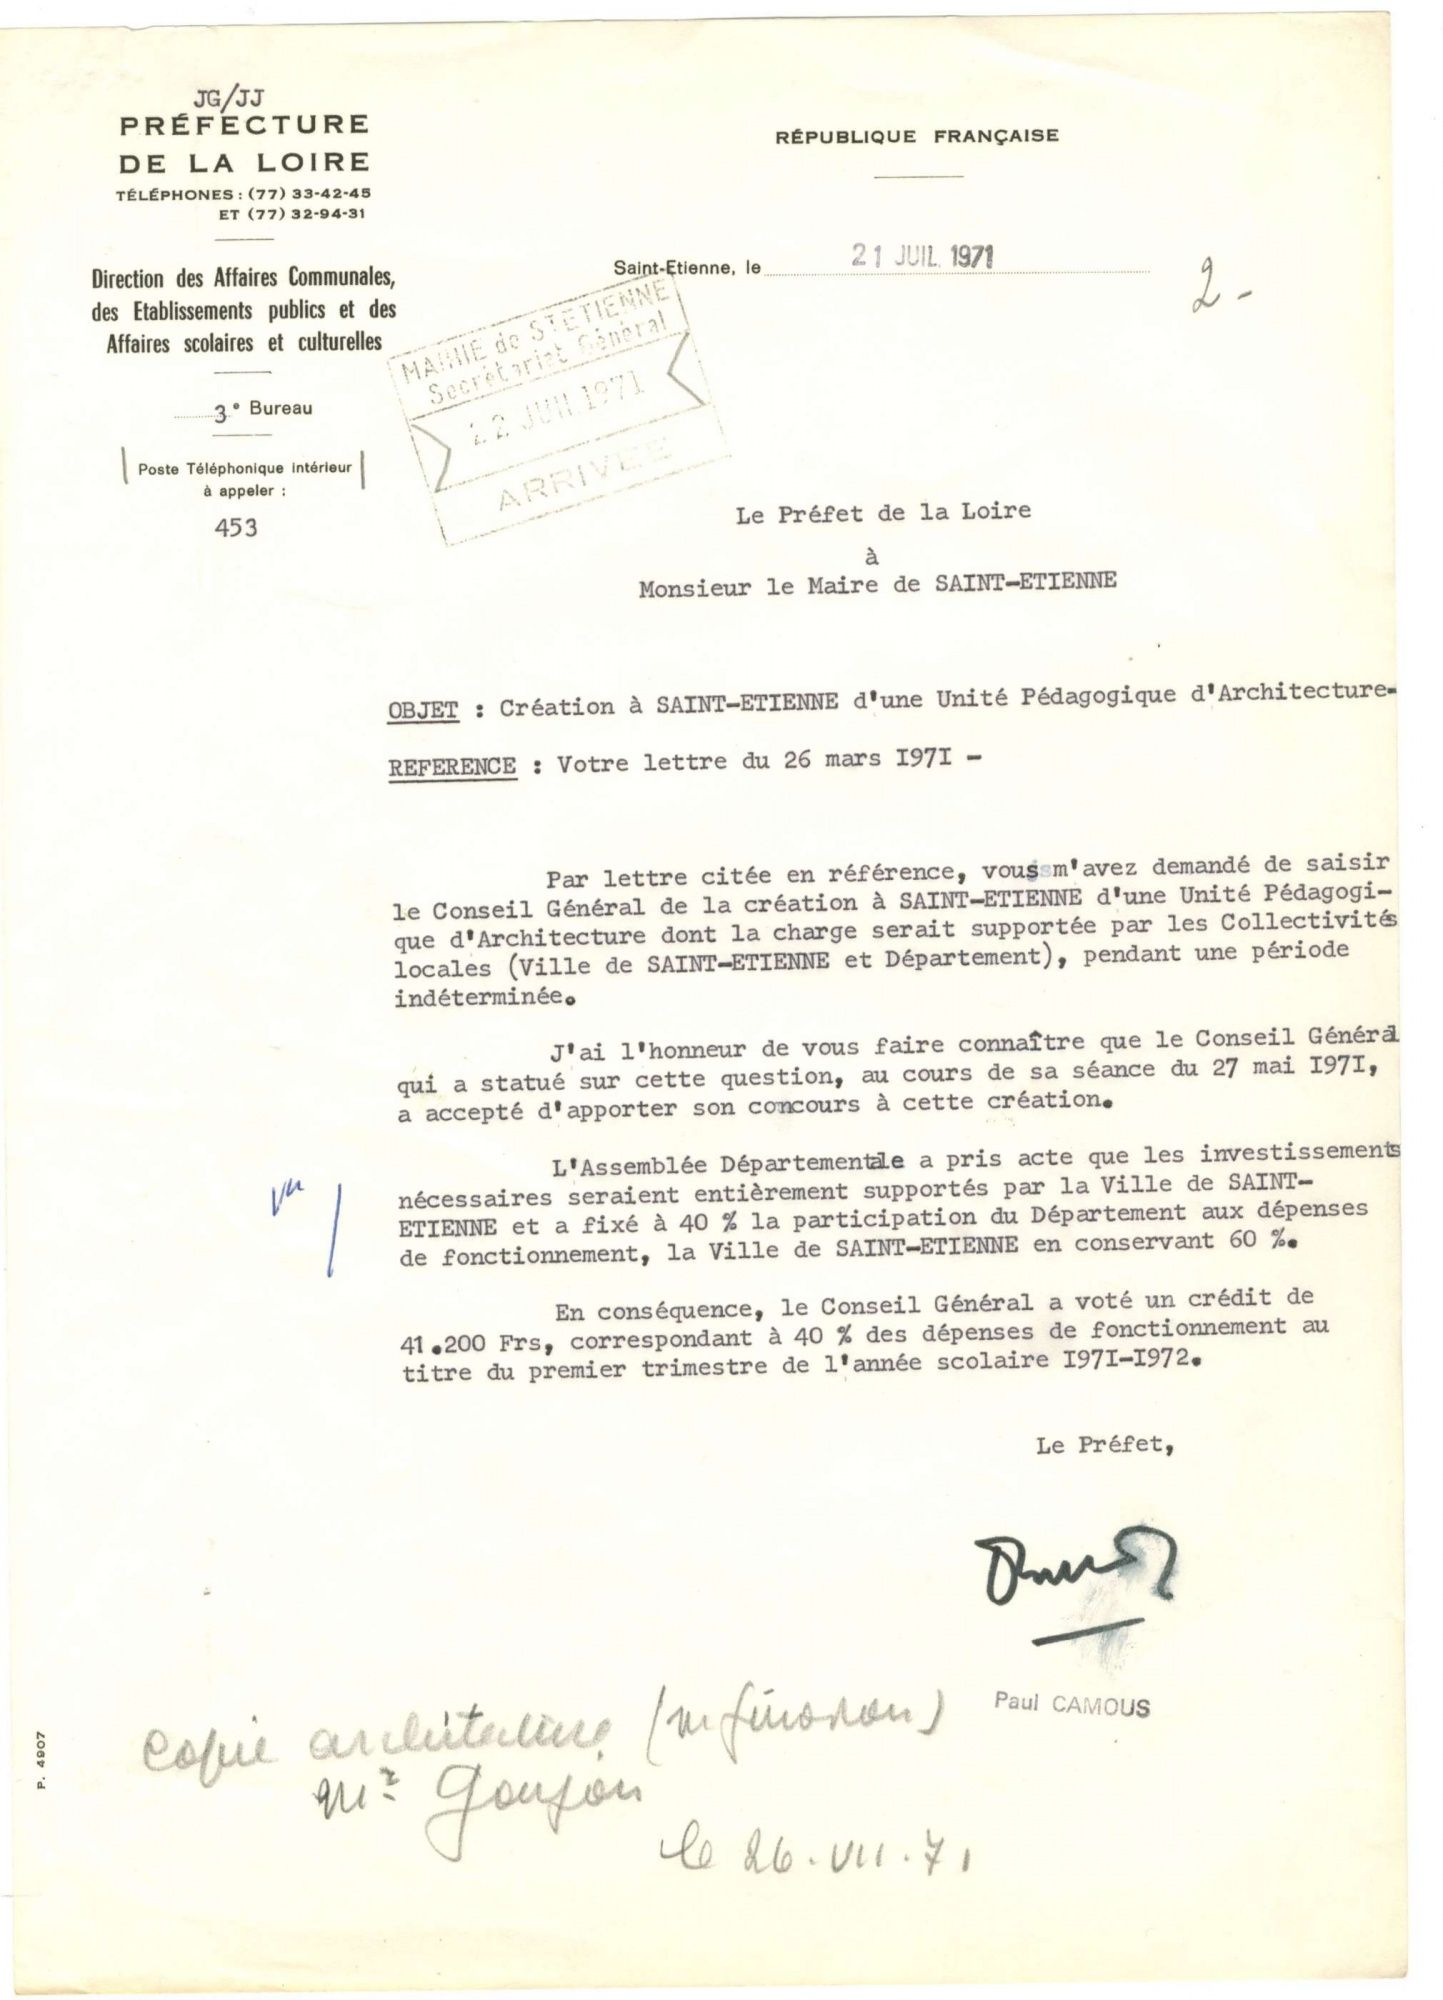 JG/JJ
PRÉFECTURE
DE LA LOIRE
TÉLÉPHONES : (77) 33-42-45
ET (77) 32-94-31
Direction des Affaires Communales,
des Etablissements publics et des
Affaires scolaires et culturelles
3e Bureau
Poste Téléphonique intérieur
à appeler :
453
RÉPUBLIQUE FRANÇAISE
Saint-Etienne, le 21 JUIL. 1971
2-
MAIRIE de ST ETIENNE
Secrétariat Général
22 JUIL 1971
ARRIVEE
Le Préfet de la Loire
à
Monsieur le Maire de SAINT-ETIENNE
OBJET : Création à SAINT-ETIENNE d'une Unité Pédagogique d'Architecture-
REFERENCE : Votre lettre du 26 mars I97I -
Par lettre citée en référence, vous m'avez demandé de saisir
le Conseil Général de la création à SAINT-ETIENNE d'une Unité Pédagogi-
que d'Architecture dont la charge serait supportée par les Collectivités
locales (Ville de SAINT-ETIENNE et Département), pendant une période
indéterminée.
J'ai l'honneur de vous faire connaître que le Conseil Général
qui a statué sur cette question, au cours de sa séance du 27 mai I97I,
a accepté d'apporter son concours à cette création.
L'Assemblée Départementale a pris acte que les investissements
nécessaires seraient entièrement supportés par la Ville de SAINT-
ETIENNE et a fixé à 40 % la participation du Département aux dépenses
de fonctionnement, la Ville de SAINT-ETIENNE en conservant 60 %.
En conséquence, le Conseil Général a voté un crédit de
41.200 Frs, correspondant à 40 % des dépenses de fonctionnement au
titre du premier trimestre de l'année scolaire I97I-I972.
Le Préfet,
Paul CAMOUS
copie architecture
Mr Goujon
le 26.VII.71
P. 4907